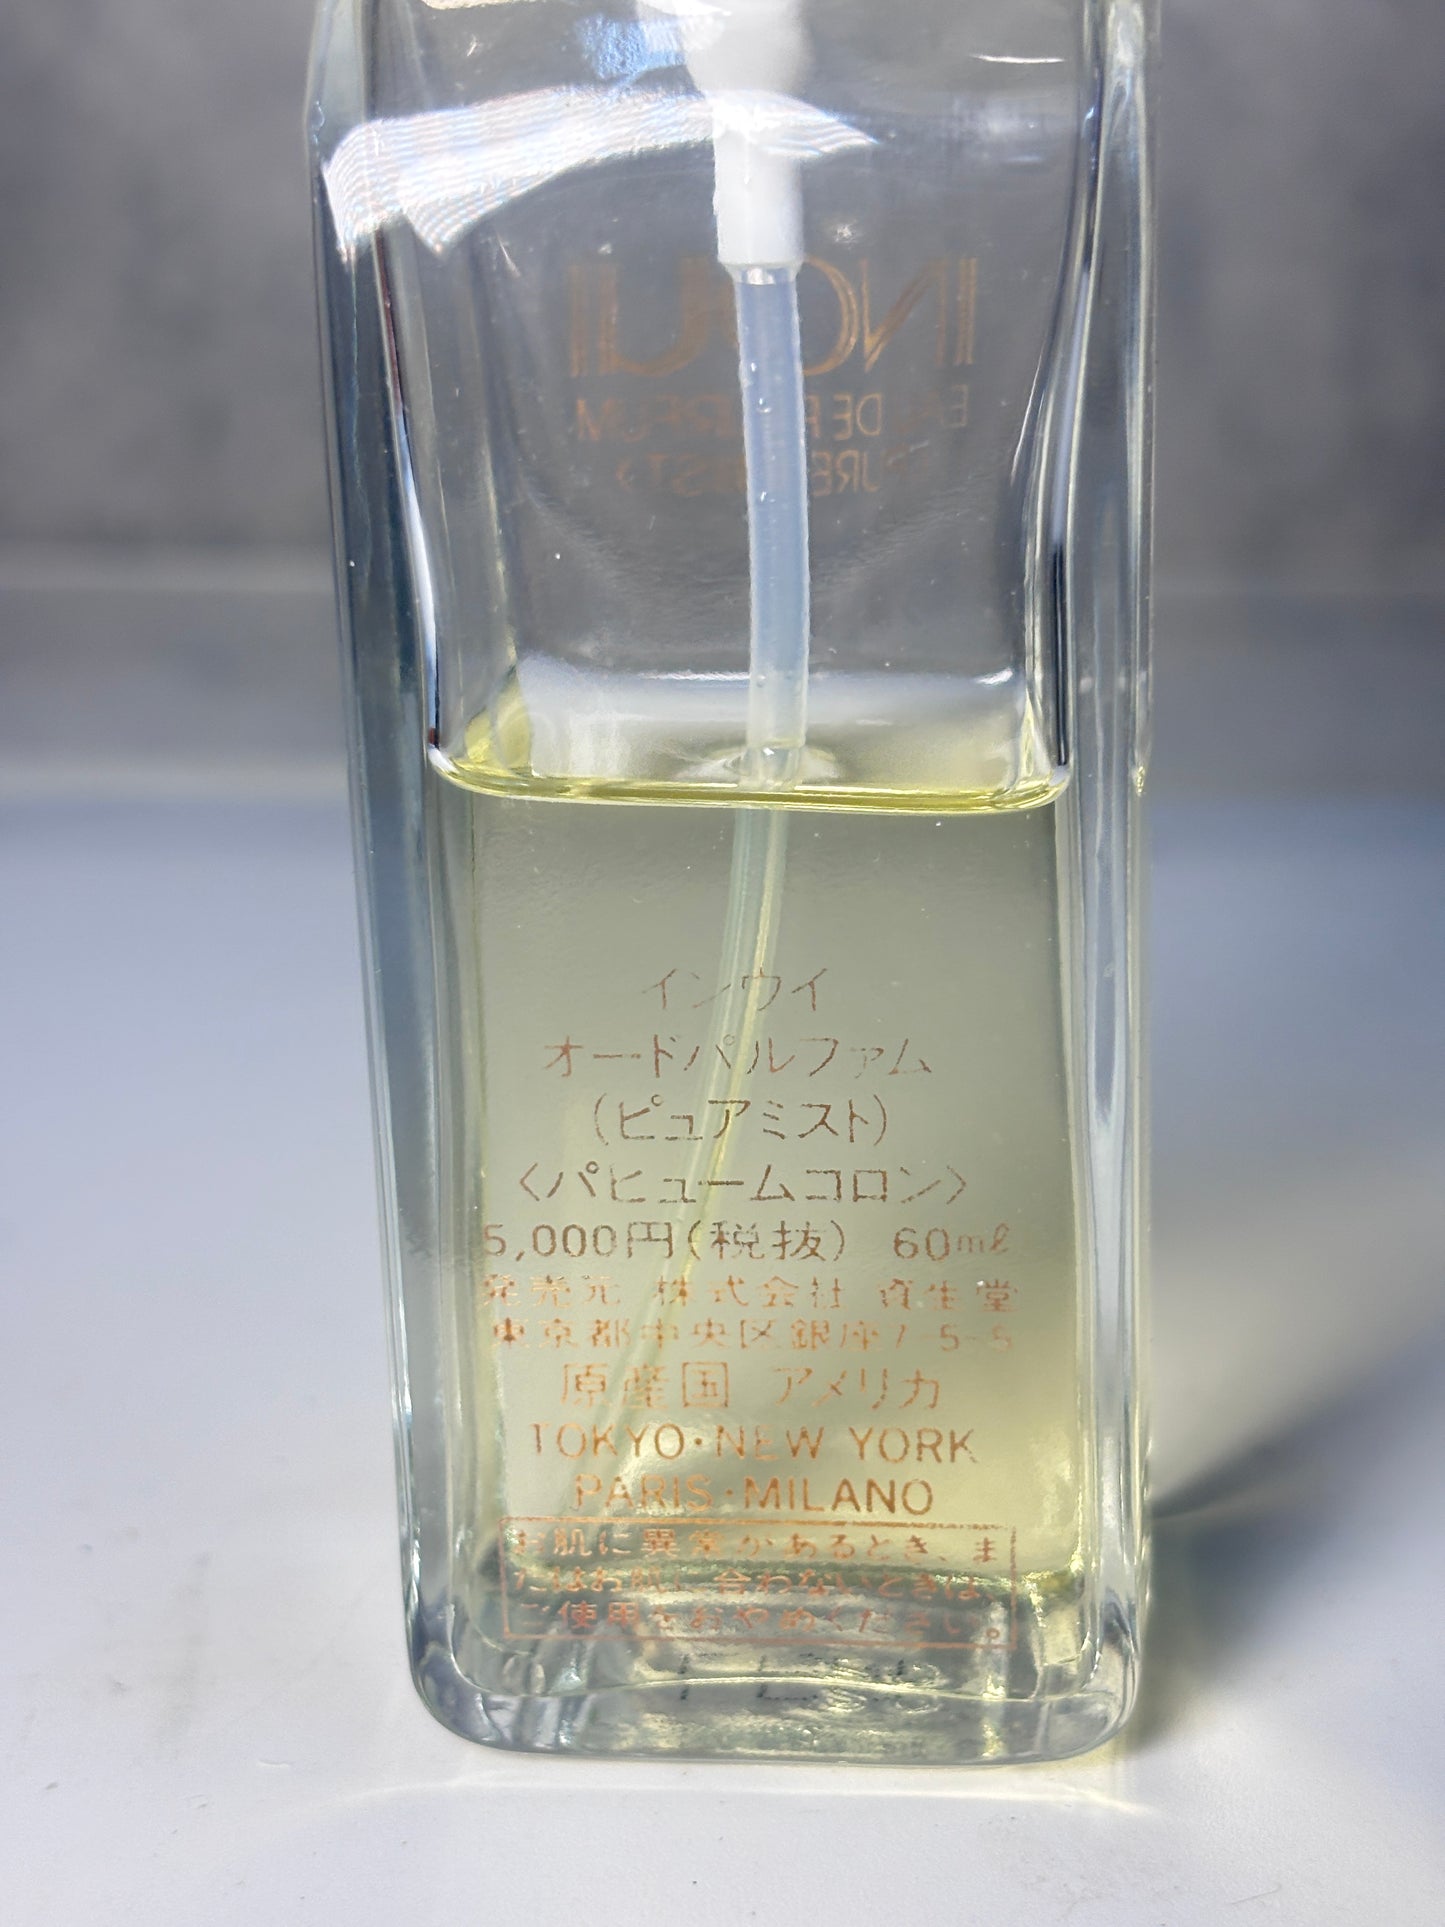 INOUI
EAU DE PERFUM
PURE MIST
インウイ
オードパルファム
(ピュアミスト)
〈パヒュームコロン〉
5,000円(税抜) 60ml
発売元 株式会社 資生堂
東京都中央区銀座7-5-5
原産国 アメリカ
TOKYO・NEW YORK
PARIS・MILANO
お肌に異常があるとき、ま
たはお肌に合わないときは、
ご使用をおやめください。